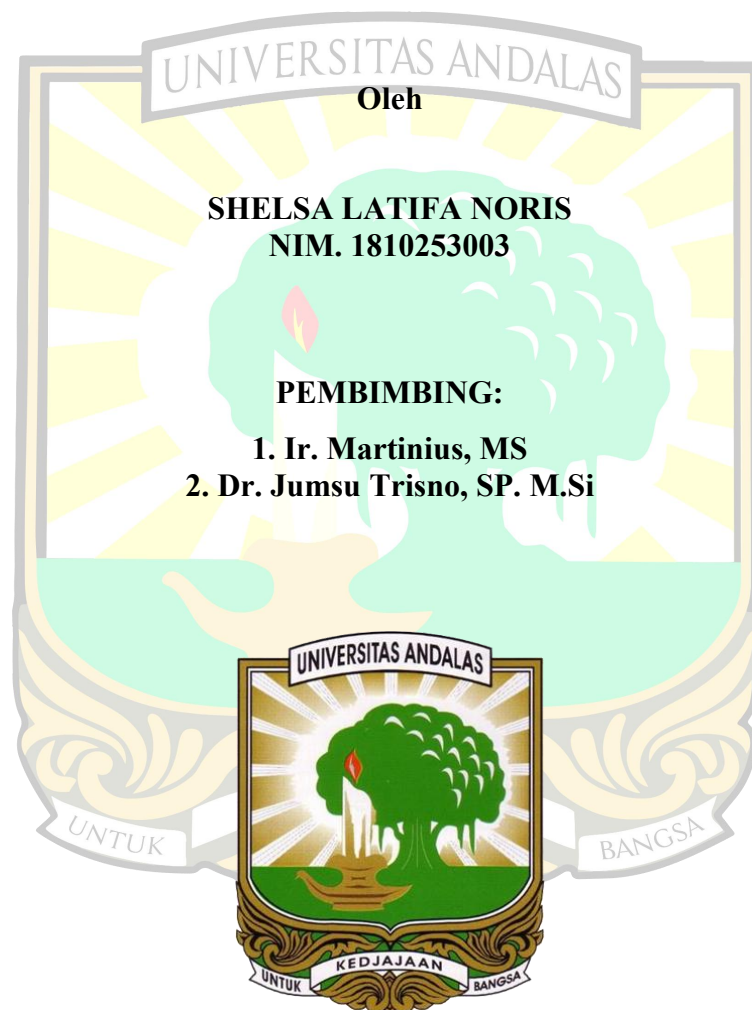 UNIVERSITAS ANDALAS
Oleh
SHELSA LATIFA NORIS
NIM. 1810253003
PEMBIMBING:
1. Ir. Martinius, MS
2. Dr. Jumsu Trisno, SP. M.Si
UNIVERSITAS ANDALAS
UNTUK BANGSA
UNTUK KEDJAJAAN BANGSA